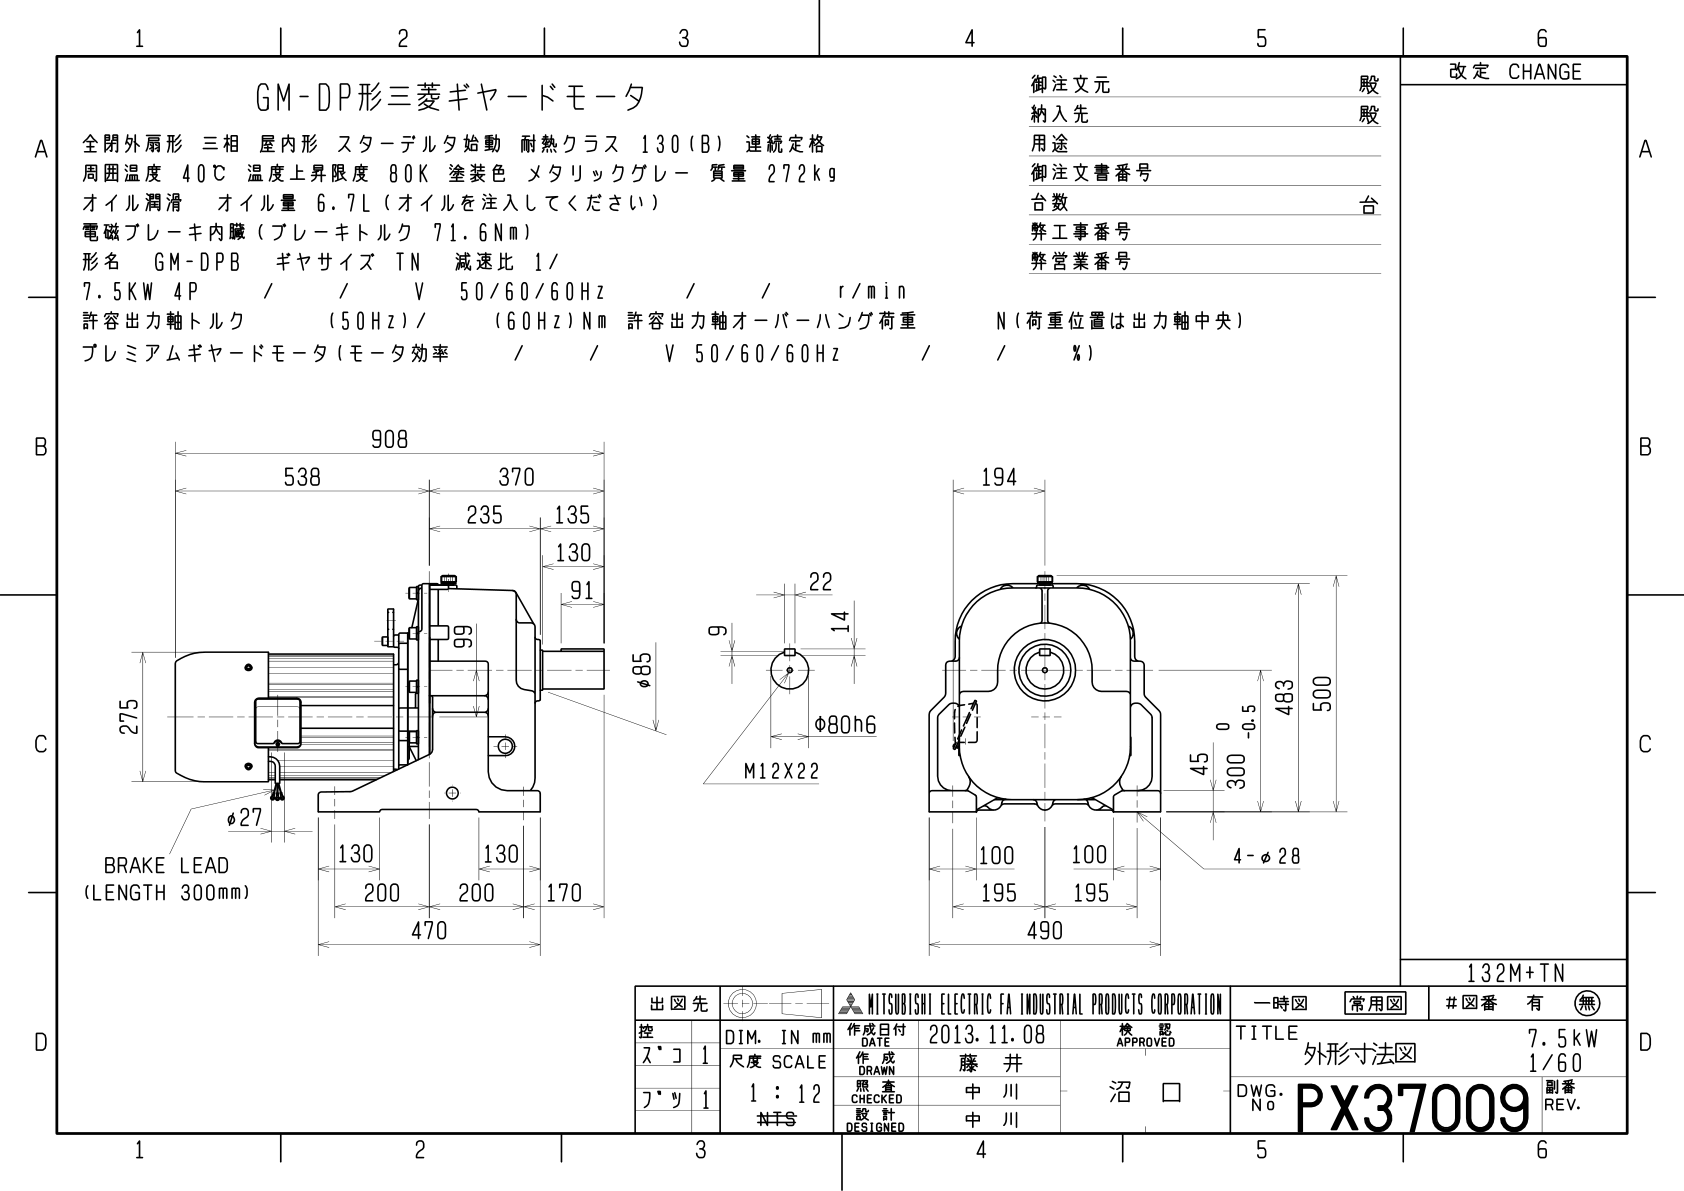 1 2 3 4 5 6
改定 CHANGE
GM-DP形三菱ギヤードモータ
全閉外扇形 三相 屋内形 スターデルタ始動 耐熱クラス 130(B) 連続定格
周囲温度 40℃ 温度上昇限度 80K 塗装色 メタリックグレー 質量 272kg
オイル潤滑 オイル量 6.7L(オイルを注入してください)
電磁ブレーキ内臓(ブレーキトルク 71.6Nm)
形名 GM-DPB ギヤサイズ TN 減速比 1/
7.5KW 4P / / V 50/60/60Hz / / r/min
許容出力軸トルク (50Hz)/ (60Hz)Nm 許容出力軸オーバーハング荷重 N(荷重位置は出力軸中央)
プレミアムギヤードモータ(モータ効率 / / V 50/60/60Hz / / %)
御注文元 殿
納入先 殿
用途
御注文書番号
台数 台
弊工事番号
弊営業番号
A A
B B
C C
D D
908
538 370
235 135
130
91
99
φ85
275
φ27
BRAKE LEAD
(LENGTH 300mm)
130 130
200 200 170
470
22
9
14
Φ80h6
M12X22
194
483
500
45
300 0 -0.5
4-φ28
100 100
195 195
490
132M+TN
出図先
控
ズコ 1
ブツ 1
DIM. IN mm
尺度 SCALE
1 : 12
NTS
MITSUBISHI ELECTRIC FA INDUSTRIAL PRODUCTS CORPORATION
作成日付 DATE 2013.11.08
作成 DRAWN 藤井
照査 CHECKED 中川
設計 DESIGNED 中川
検認 APPROVED
沼口
一時図 常用図 #図番 有 無
TITLE 7.5kW
外形寸法図 1/60
DWG. No PX37009 副番 REV.
1 2 3 4 5 6